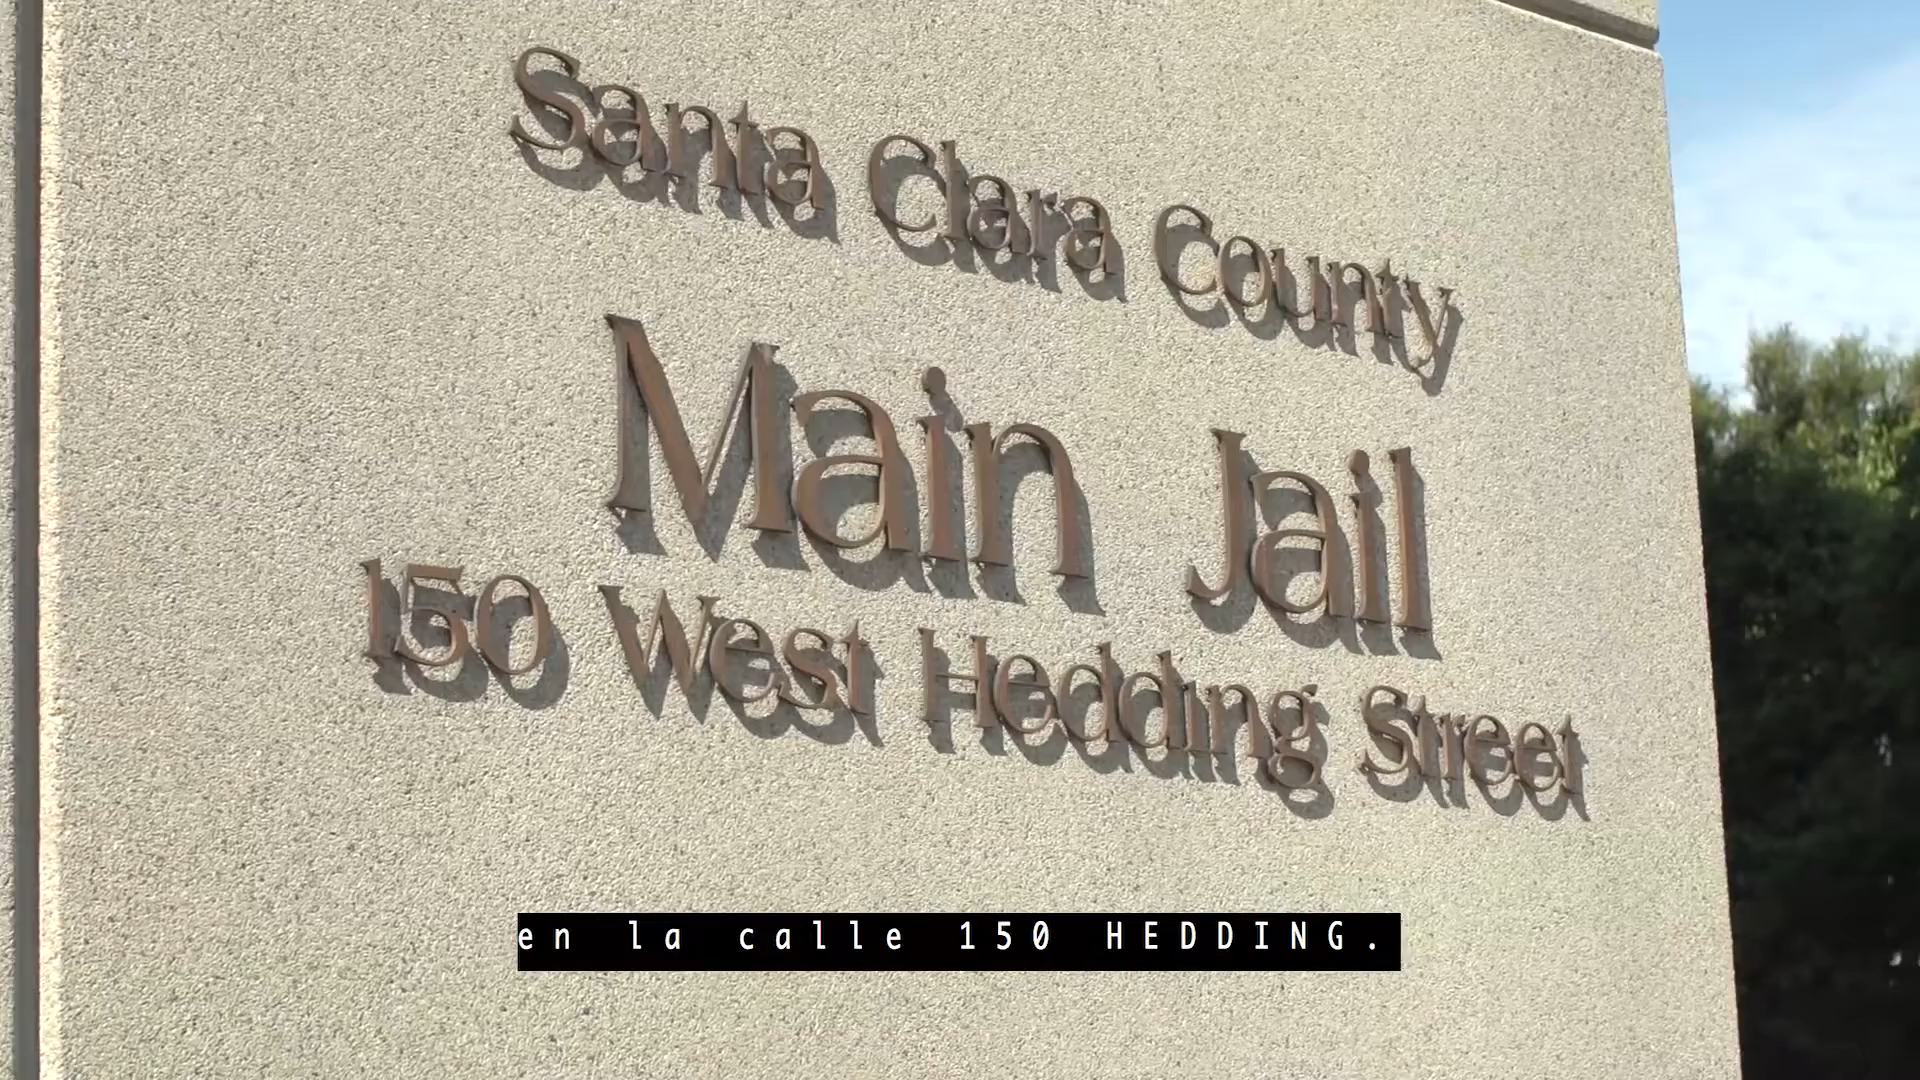 Santa Clara County
Main Jail
150 West Hedding Street
en la calle 150 HEDDING.